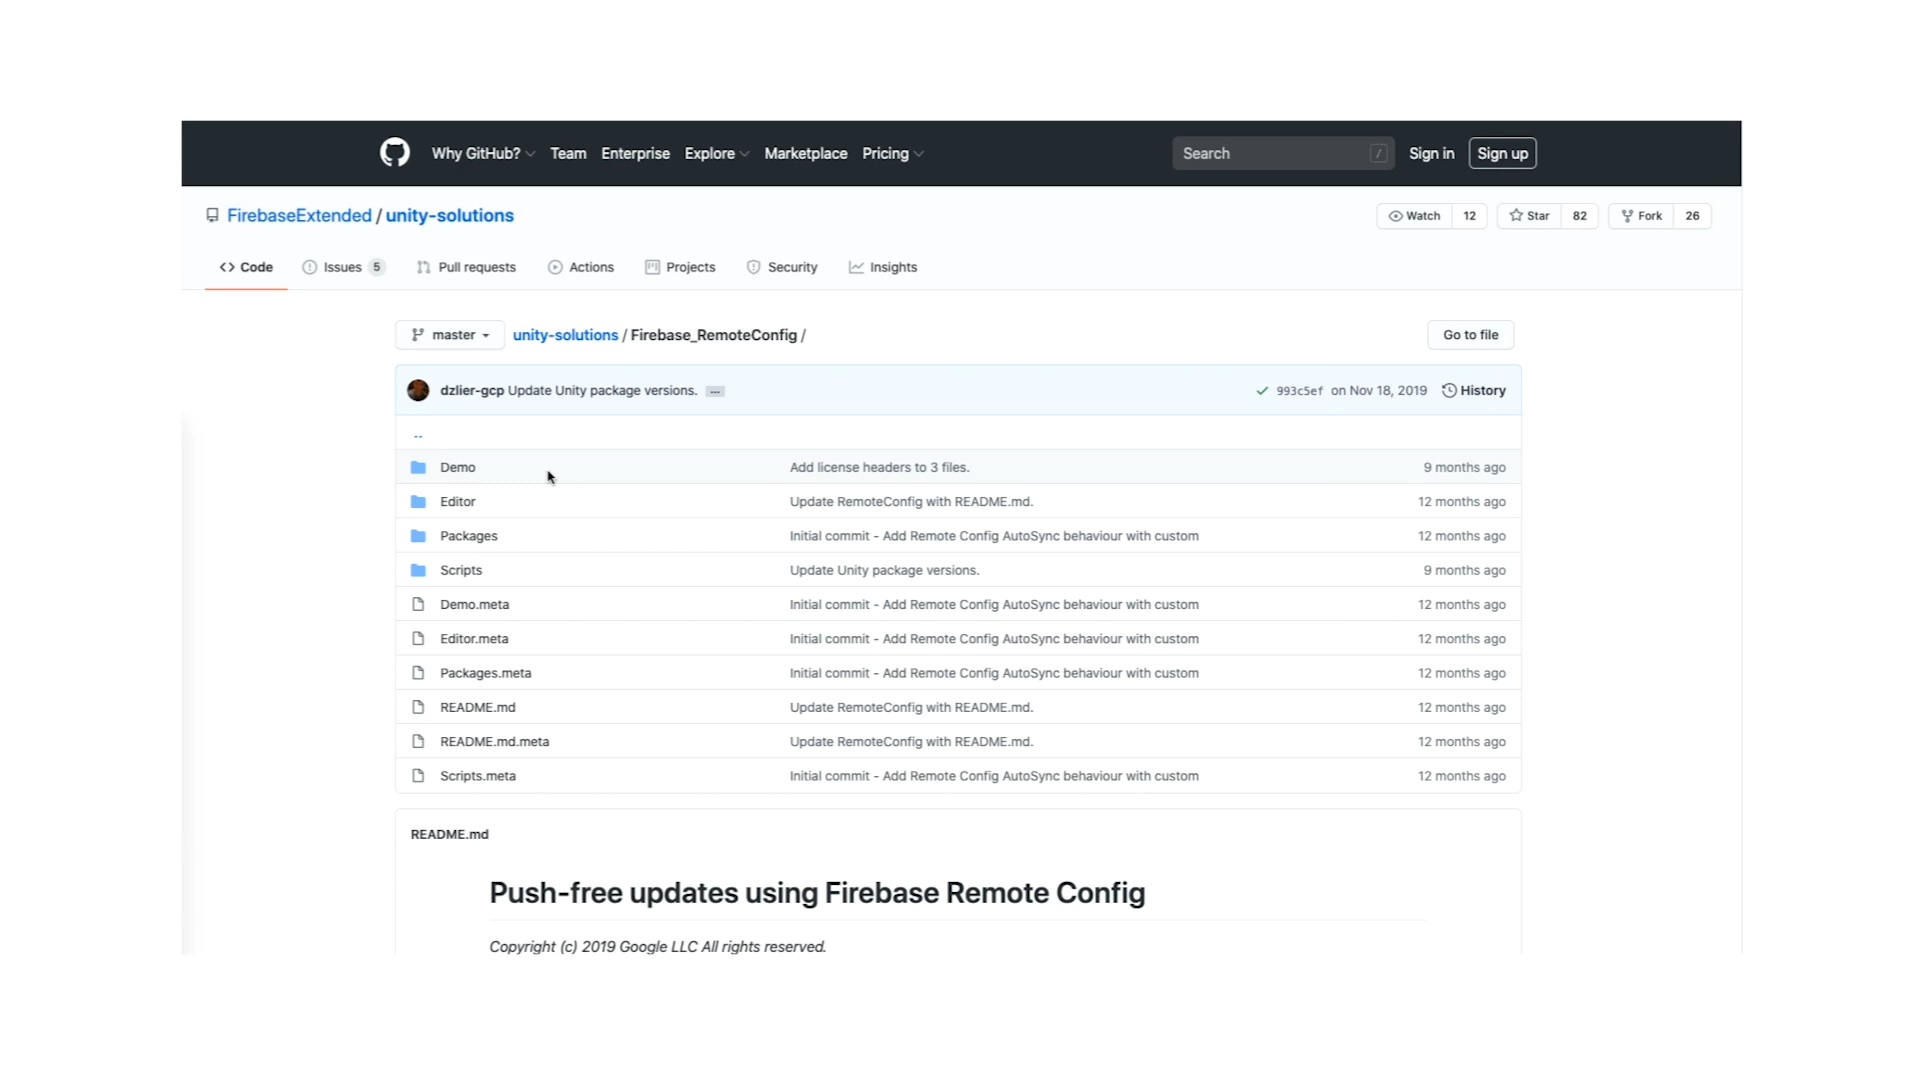 Why GitHub? Team Enterprise Explore Marketplace Pricing Search / Sign in Sign up
FirebaseExtended / unity-solutions Watch 12 Star 82 Fork 26
Code Issues 5 Pull requests Actions Projects Security Insights
master unity-solutions / Firebase_RemoteConfig / Go to file
dzlier-gcp Update Unity package versions. ... 993c5ef on Nov 18, 2019 History
..
Demo Add license headers to 3 files. 9 months ago
Editor Update RemoteConfig with README.md. 12 months ago
Packages Initial commit - Add Remote Config AutoSync behaviour with custom 12 months ago
Scripts Update Unity package versions. 9 months ago
Demo.meta Initial commit - Add Remote Config AutoSync behaviour with custom 12 months ago
Editor.meta Initial commit - Add Remote Config AutoSync behaviour with custom 12 months ago
Packages.meta Initial commit - Add Remote Config AutoSync behaviour with custom 12 months ago
README.md Update RemoteConfig with README.md. 12 months ago
README.md.meta Update RemoteConfig with README.md. 12 months ago
Scripts.meta Initial commit - Add Remote Config AutoSync behaviour with custom 12 months ago
README.md
Push-free updates using Firebase Remote Config
Copyright (c) 2019 Google LLC All rights reserved.